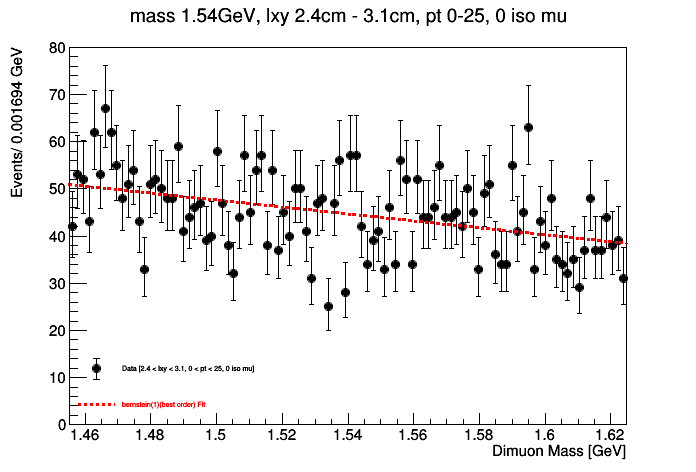 mass 1.54GeV, lxy 2.4cm - 3.1cm, pt 0-25, 0 iso mu
Events/ 0.001694 GeV
80
70
60
50
40
30
20
10
0
Data [2.4 < lxy < 3.1, 0 < pt < 25, 0 iso mu]
bernstein(1)(best order) Fit
1.46 1.48 1.5 1.52 1.54 1.56 1.58 1.6 1.62
Dimuon Mass [GeV]